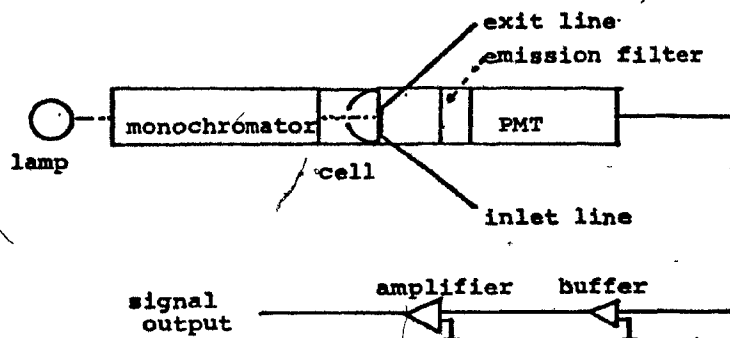 exit line
emission filter
monochromator
PMT
lamp
cell
inlet line
amplifier
buffer
signal
output